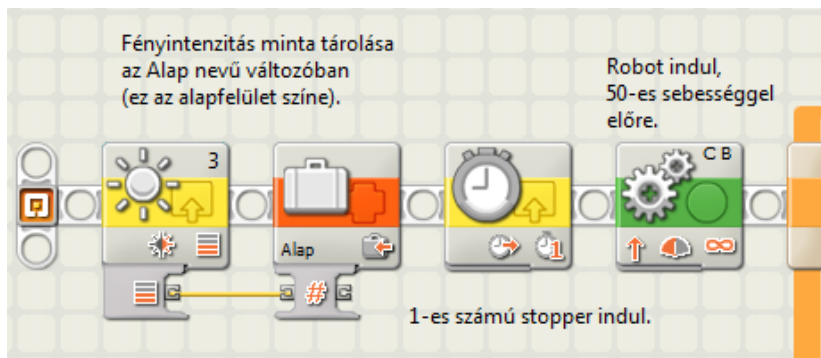 Fényintenzitás minta tárolása
az Alap nevű változóban
(ez az alapfelület színe).
Robot indul,
50-es sebességgel
előre.
3
C B
Alap
1
#
1-es számú stopper indul.